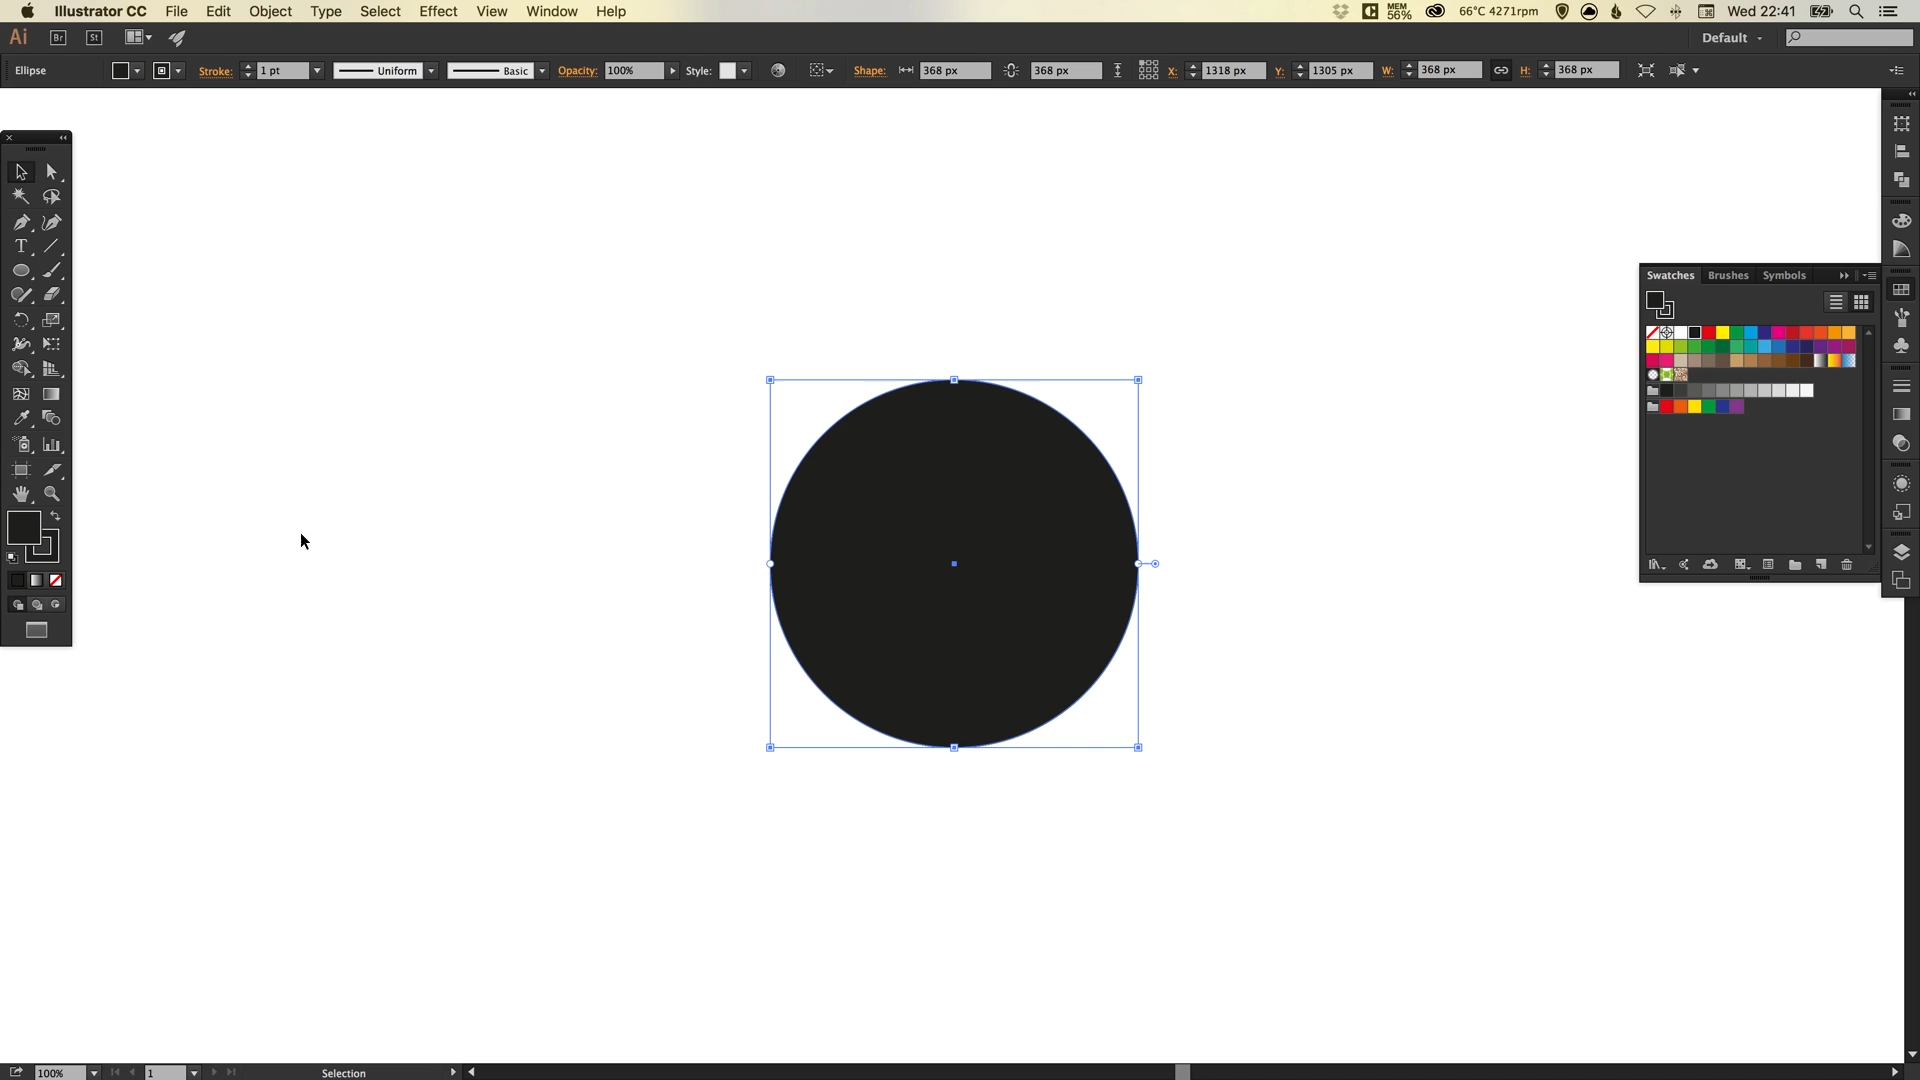 Illustrator CC File Edit Object Type Select Effect View Window Help MEM 56% 66°C 4271rpm Wed 22:41
Ai Br St Default
Ellipse Stroke: 1 pt Uniform Basic Opacity: 100% Style: Shape: 368 px 368 px X: 1318 px Y: 1305 px W: 368 px H: 368 px
Swatches Brushes Symbols
100% 1 Selection